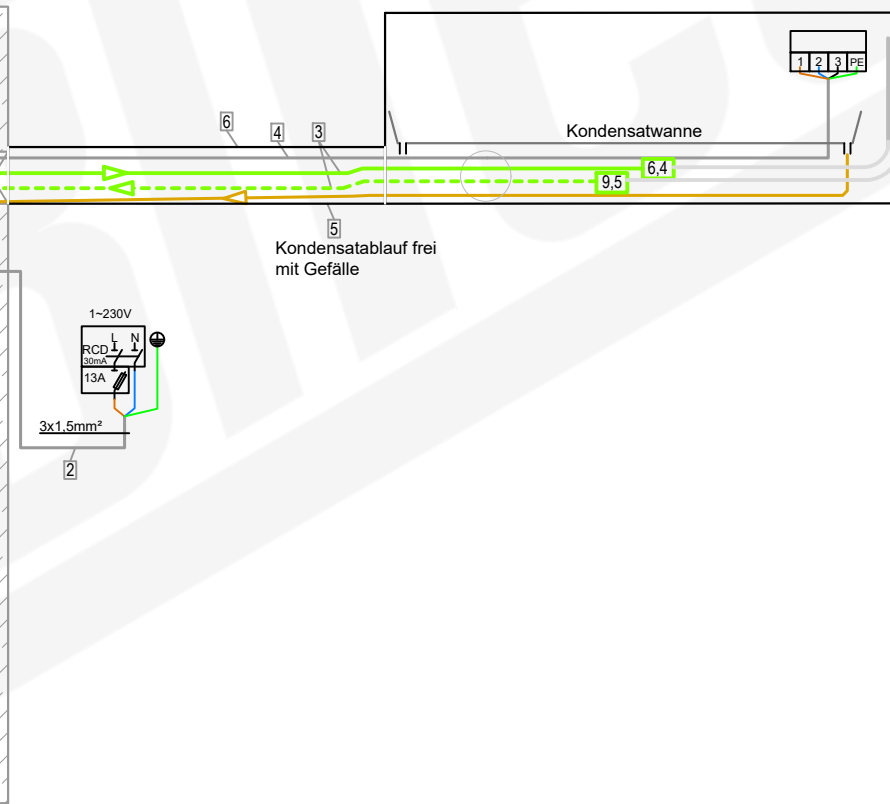 1 2 3 PE
6
4
3
Kondensatwanne
6,4
9,5
5
Kondensatablauf frei
mit Gefälle
1~230V
L N
RCD
30mA
13A
3x1,5mm²
2